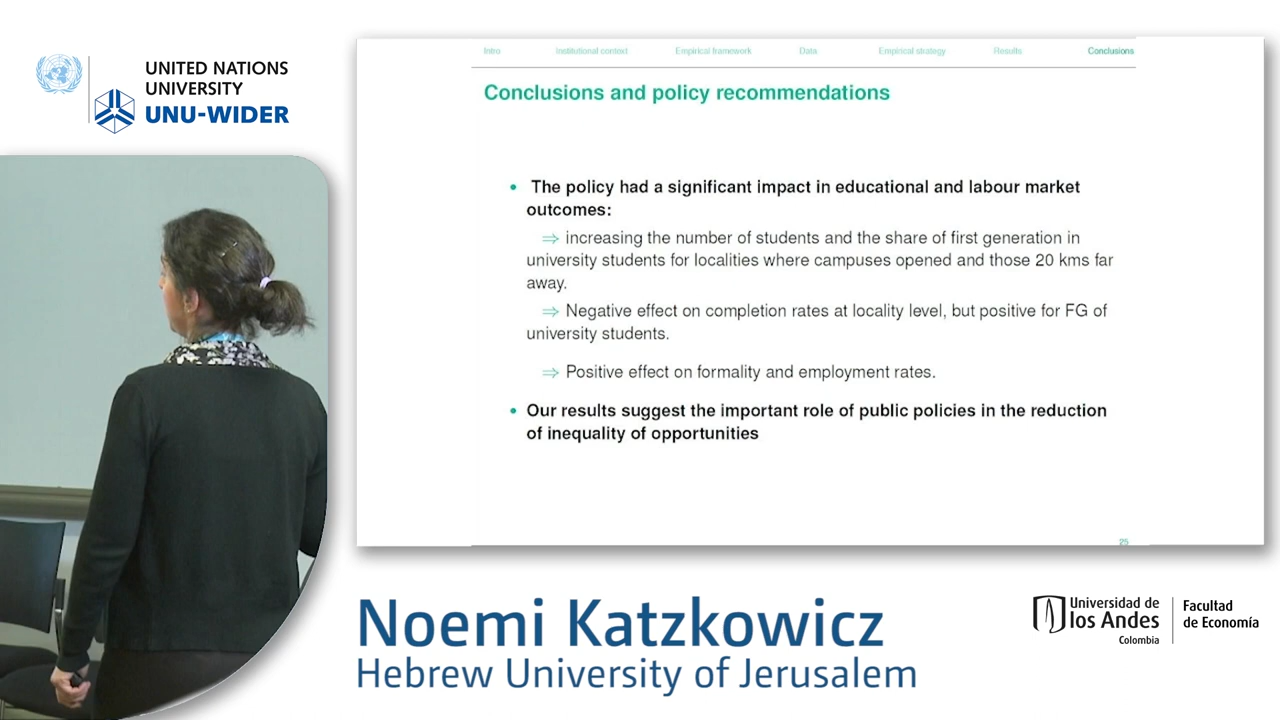 UNITED NATIONS
UNIVERSITY
UNU-WIDER
Intro Institutional context Empirical framework Data Empirical strategy Results Conclusions
Conclusions and policy recommendations
• The policy had a significant impact in educational and labour market
outcomes:
⇒ increasing the number of students and the share of first generation in
university students for localities where campuses opened and those 20 kms far
away.
⇒ Negative effect on completion rates at locality level, but positive for FG of
university students.
⇒ Positive effect on formality and employment rates.
• Our results suggest the important role of public policies in the reduction
of inequality of opportunities
25
Noemi Katzkowicz
Hebrew University of Jerusalem
Universidad de
los Andes
Colombia
Facultad
de Economía